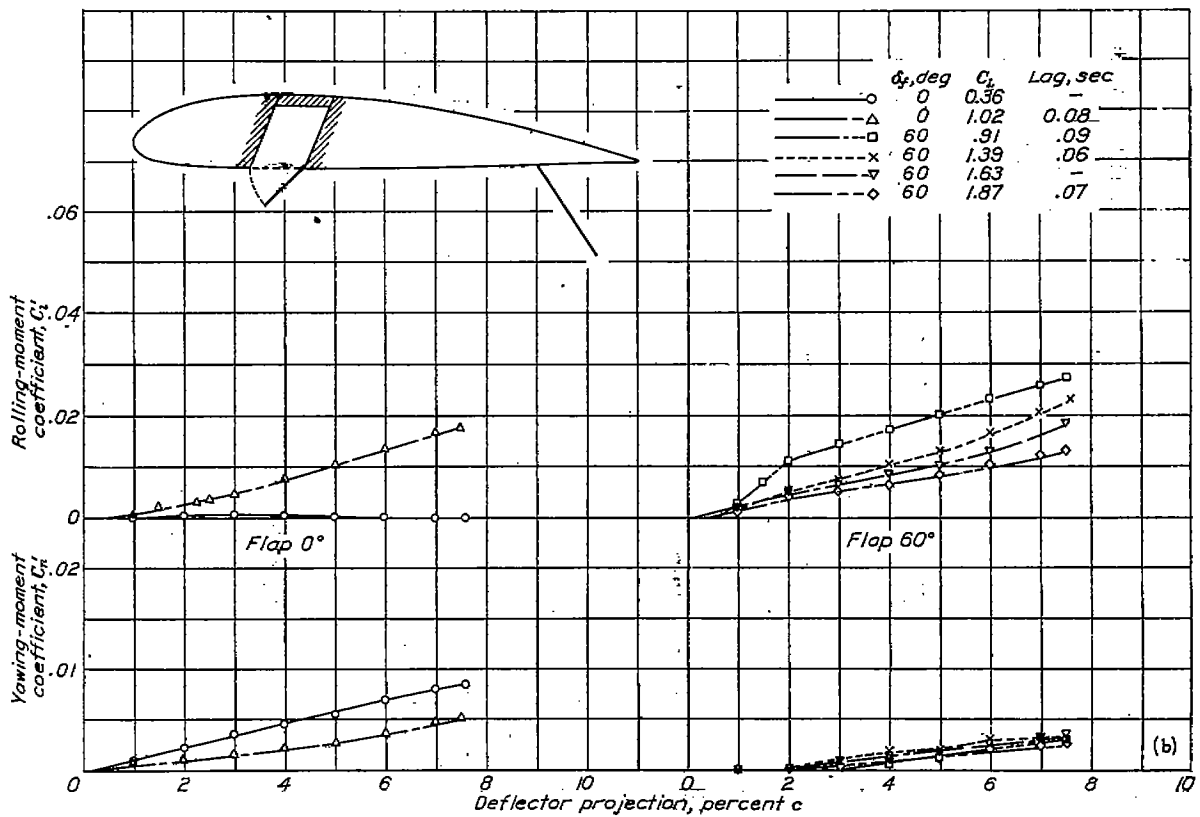 δf, deg CL Lag, sec
0 0.36 –
0 1.02 0.08
60 .91 .09
60 1.39 .06
60 1.63 –
60 1.87 .07
.06
.04
.02
0
Rolling-moment
coefficient, Cl'
Flap 0°
Flap 60°
.02
.01
Yawing-moment
coefficient, Cn'
(b)
0 2 4 6 8 10 0 2 4 6 8 10
Deflector projection, percent c